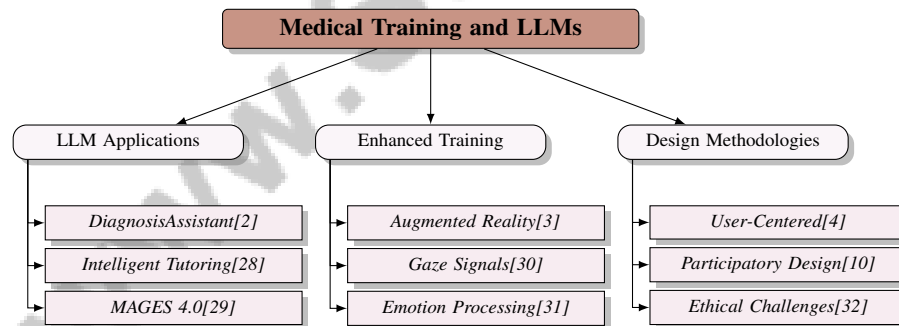 Medical Training and LLMs
LLM Applications
Enhanced Training
Design Methodologies
DiagnosisAssistant[2]
Augmented Reality[3]
User-Centered[4]
Intelligent Tutoring[28]
Gaze Signals[30]
Participatory Design[10]
MAGES 4.0[29]
Emotion Processing[31]
Ethical Challenges[32]
www.s